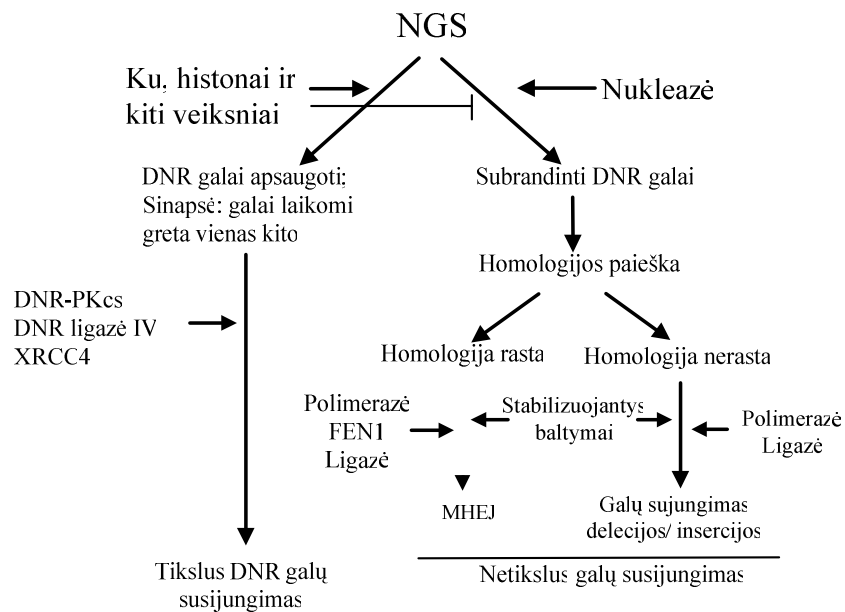 NGS
Ku, histonai ir
kiti veiksniai
Nukleazė
DNR galai apsaugoti;
Sinapsė: galai laikomi
greta vienas kito
Subrandinti DNR galai
Homologijos paieška
DNR-PKcs
DNR ligazė IV
XRCC4
Homologija rasta
Homologija nerasta
Polimerazė
FEN1
Ligazė
Stabilizuojantys
baltymai
Polimerazė
Ligazė
MHEJ
Galų sujungimas
delecijos/ insercijos
Tikslus DNR galų
susijungimas
Netikslus galų susijungimas